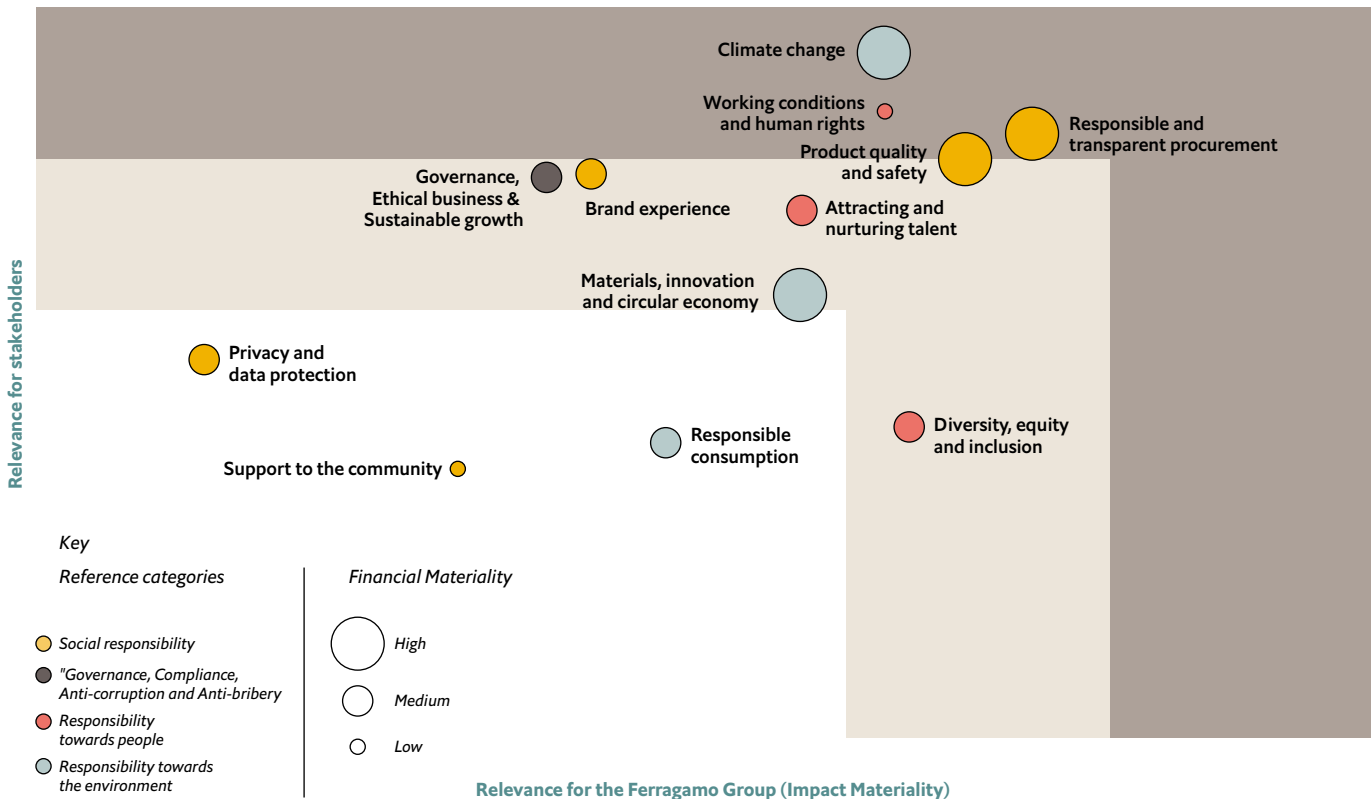 Climate change
Working conditions
and human rights
Responsible and
transparent procurement
Product quality
and safety
Governance,
Ethical business &
Sustainable growth
Brand experience
Attracting and
nurturing talent
Materials, innovation
and circular economy
Relevance for stakeholders
Privacy and
data protection
Diversity, equity
and inclusion
Responsible
consumption
Support to the community
Key
Reference categories
Social responsibility
"Governance, Compliance,
Anti-corruption and Anti-bribery
Responsibility
towards people
Responsibility towards
the environment
Financial Materiality
High
Medium
Low
Relevance for the Ferragamo Group (Impact Materiality)